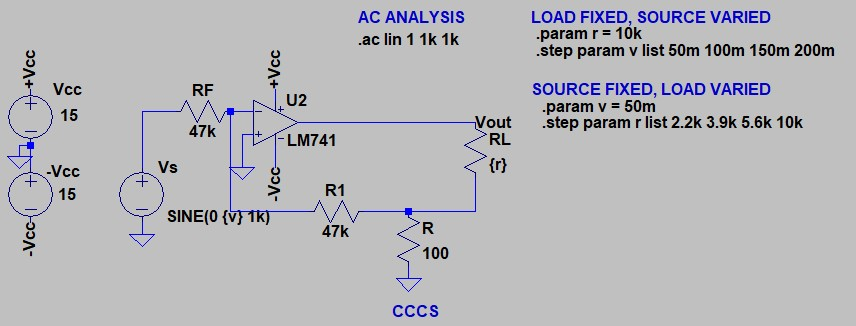 AC ANALYSIS
.ac lin 1 1k 1k
LOAD FIXED, SOURCE VARIED
.param r = 10k
.step param v list 50m 100m 150m 200m
SOURCE FIXED, LOAD VARIED
.param v = 50m
.step param r list 2.2k 3.9k 5.6k 10k
+Vcc
Vcc
15
-Vcc
15
-Vcc
Vs
SINE(0 {v} 1k)
RF
47k
+Vcc
U2
LM741
-Vcc
Vout
RL
{r}
R1
47k
R
100
CCCS